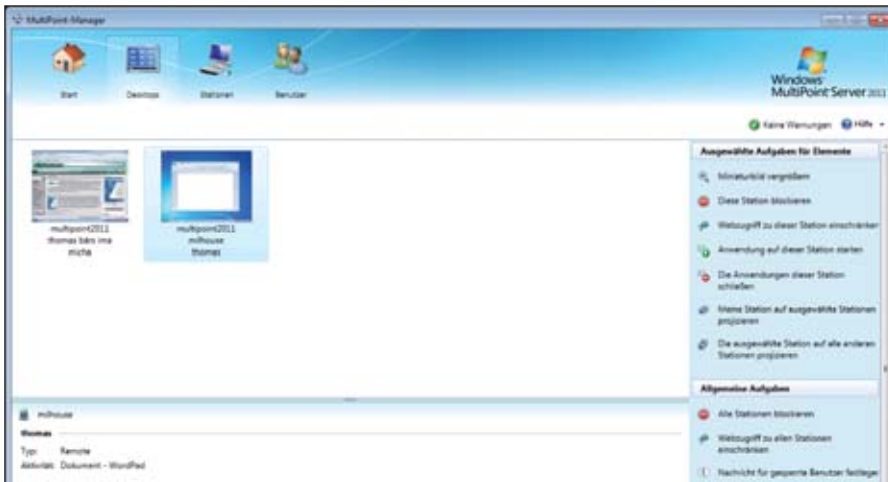 MultiPoint-Manager
Start
Desktops
Stationen
Benutzer
Windows
MultiPoint Server 2011
Keine Warnungen
Hilfe
multipoint2011
thomas bärs ima
micha
multipoint2011
milhouse
thomas
Ausgewählte Aufgaben für Elemente
Miniaturbild vergrößern
Diese Station blockieren
Webzugriff zu dieser Station einschränken
Anwendung auf dieser Station starten
Die Anwendungen dieser Station
schließen
Meine Station auf ausgewählte Stationen
projizieren
Die ausgewählte Station auf alle anderen
Stationen projizieren
Allgemeine Aufgaben
Alle Stationen blockieren
Webzugriff zu allen Stationen
einschränken
Nachricht für gesperrte Benutzer festlegen
milhouse
thomas
Typ: Remote
Aktivität: Dokument - WordPad